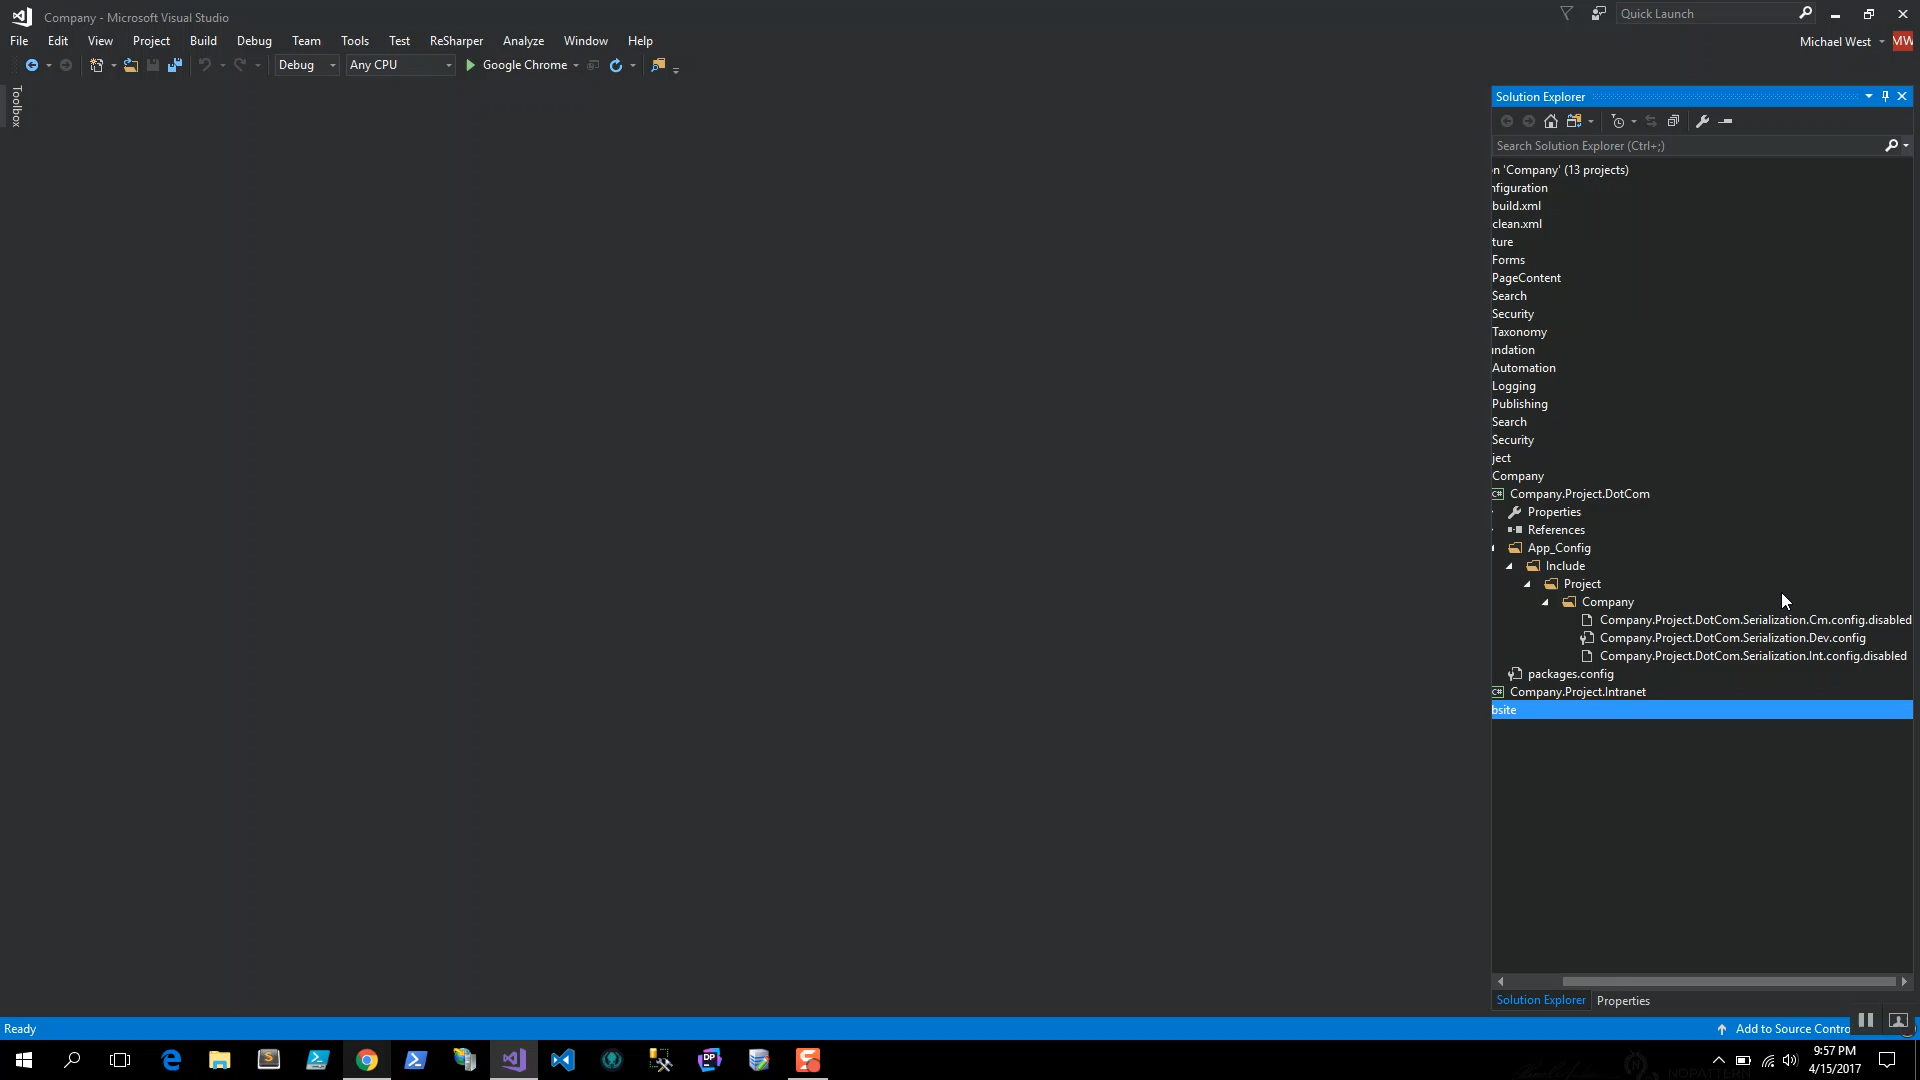 Company - Microsoft Visual Studio
Quick Launch
File Edit View Project Build Debug Team Tools Test ReSharper Analyze Window Help
Michael West MW
Debug Any CPU Google Chrome
Toolbox
Solution Explorer
Search Solution Explorer (Ctrl+;)
n 'Company' (13 projects)
nfiguration
build.xml
clean.xml
ture
Forms
PageContent
Search
Security
Taxonomy
undation
Automation
Logging
Publishing
Search
Security
ject
Company
C# Company.Project.DotCom
Properties
References
App_Config
Include
Project
Company
Company.Project.DotCom.Serialization.Cm.config.disabled
Company.Project.DotCom.Serialization.Dev.config
Company.Project.DotCom.Serialization.Int.config.disabled
packages.config
C# Company.Project.Intranet
bsite
Solution Explorer Properties
Ready
Add to Source Contro
9:57 PM
4/15/2017
NOPATTERN